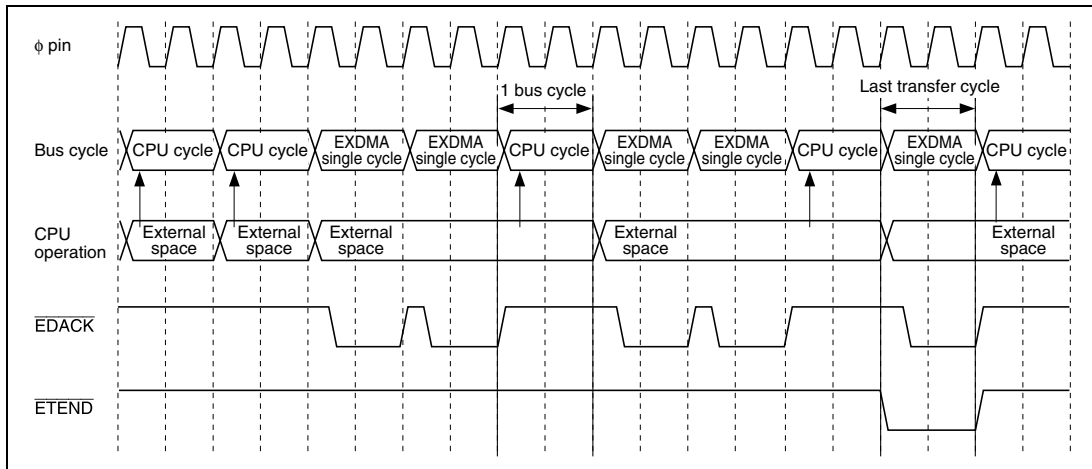 φ pin
1 bus cycle
Last transfer cycle
Bus cycle
CPU cycle
CPU cycle
EXDMA
single cycle
EXDMA
single cycle
CPU cycle
EXDMA
single cycle
EXDMA
single cycle
CPU cycle
EXDMA
single cycle
CPU cycle
CPU
operation
External
space
External
space
External
space
External
space
External
space
EDACK
ETEND